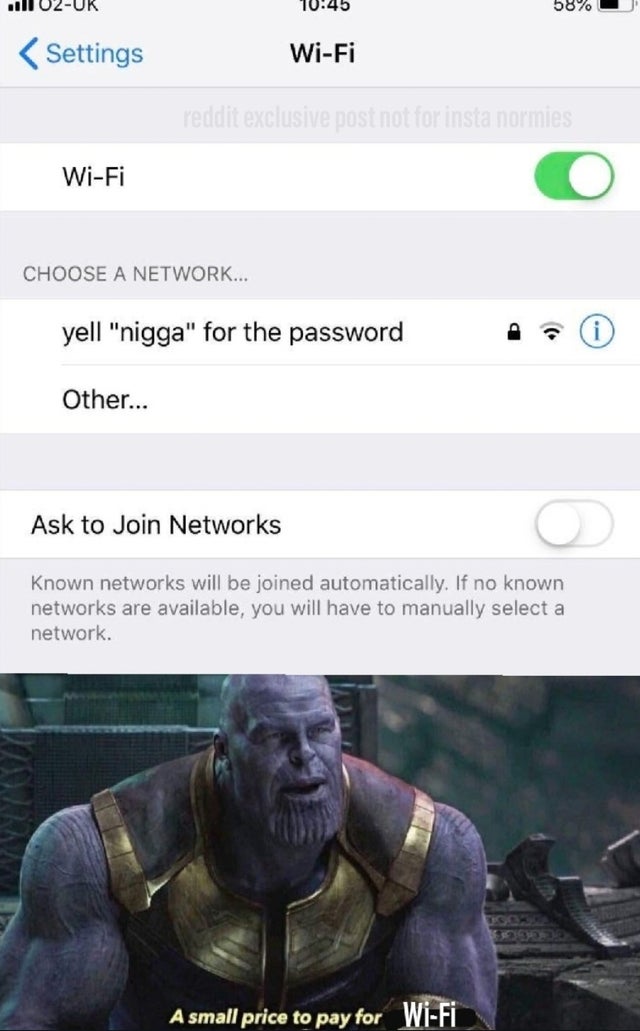 02-UK 10:45 58%
Settings Wi-Fi
reddit exclusive post not for insta normies
Wi-Fi
CHOOSE A NETWORK...
yell "nigga" for the password
Other...
Ask to Join Networks
Known networks will be joined automatically. If no known
networks are available, you will have to manually select a
network.
A small price to pay for Wi-Fi